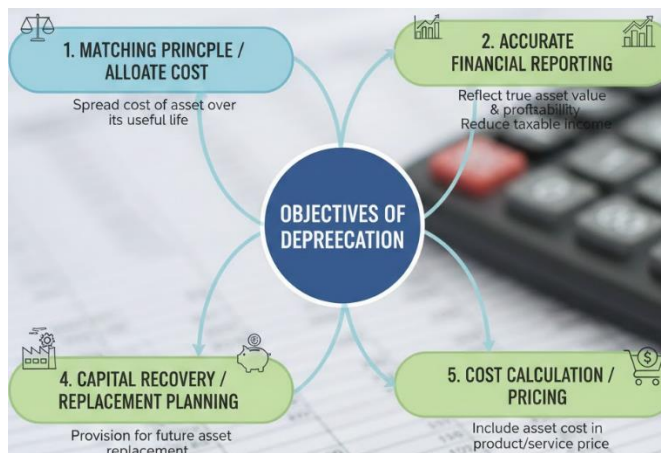 1. MATCHING PRINCPLE /
ALLOATE COST
Spread cost of asset over
its useful life
2. ACCURATE
FINANCIAL REPORTING
Reflect true asset value
& profitability
Reduce taxable income
OBJECTIVES OF
DEPREECATION
4. CAPITAL RECOVERY /
REPLACEMENT PLANNING
Provision for future asset
replacement
5. COST CALCULATION /
PRICING
Include asset cost in
product/service price